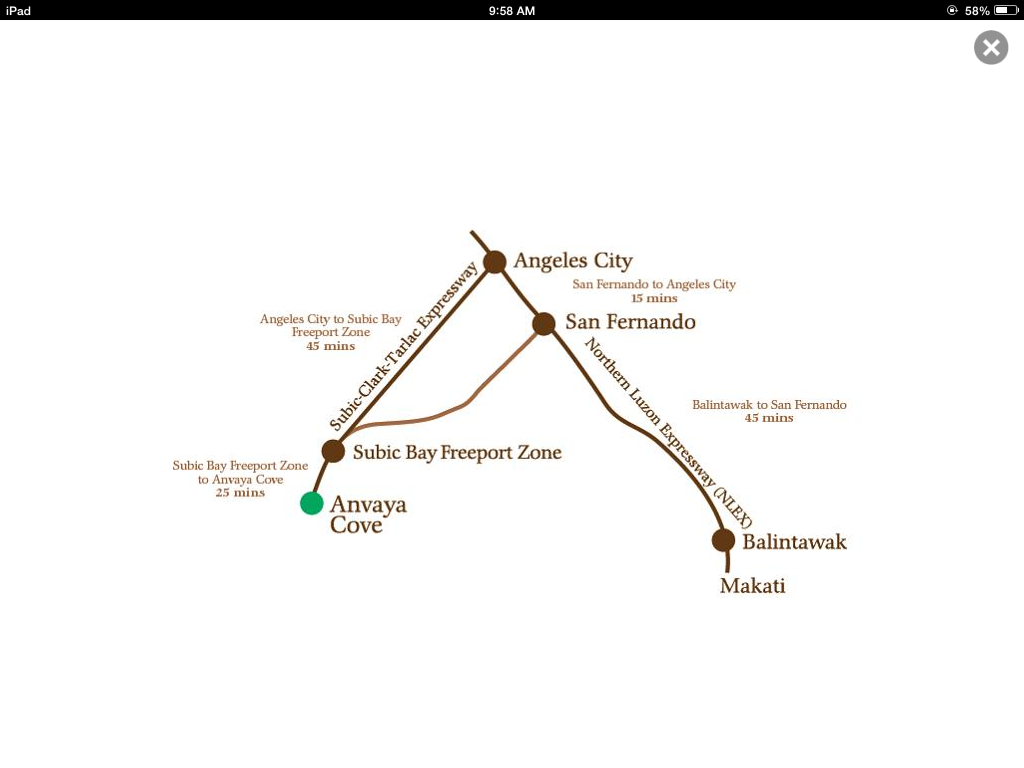 iPad
9:58 AM
58%
Angeles City
San Fernando to Angeles City
15 mins
San Fernando
Angeles City to Subic Bay
Freeport Zone
45 mins
Subic-Clark-Tarlac Expressway
Northern Luzon Expressway (NLEX)
Balintawak to San Fernando
45 mins
Subic Bay Freeport Zone
Subic Bay Freeport Zone
to Anvaya Cove
25 mins
Anvaya
Cove
Balintawak
Makati